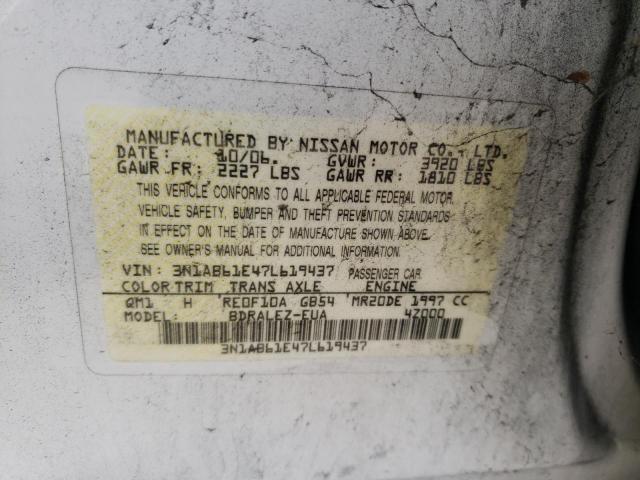 MANUFACTURED BY NISSAN MOTOR CO., LTD.
DATE: 10/06. GVWR: 3920 LBS
GAWR FR: 2227 LBS GAWR RR: 1810 LBS
THIS VEHICLE CONFORMS TO ALL APPLICABLE FEDERAL MOTOR
VEHICLE SAFETY, BUMPER AND THEFT PREVENTION STANDARDS
IN EFFECT ON THE DATE OF MANUFACTURE SHOWN ABOVE.
SEE OWNER'S MANUAL FOR ADDITIONAL INFORMATION.
VIN: 3N1AB61E47L619437 PASSENGER CAR
COLOR TRIM TRANS AXLE ENGINE
QM1 H RE0F10A GB54 MR20DE 1997 CC
MODEL: BDRALEZ-EUA 42000
3N1AB61E47L619437